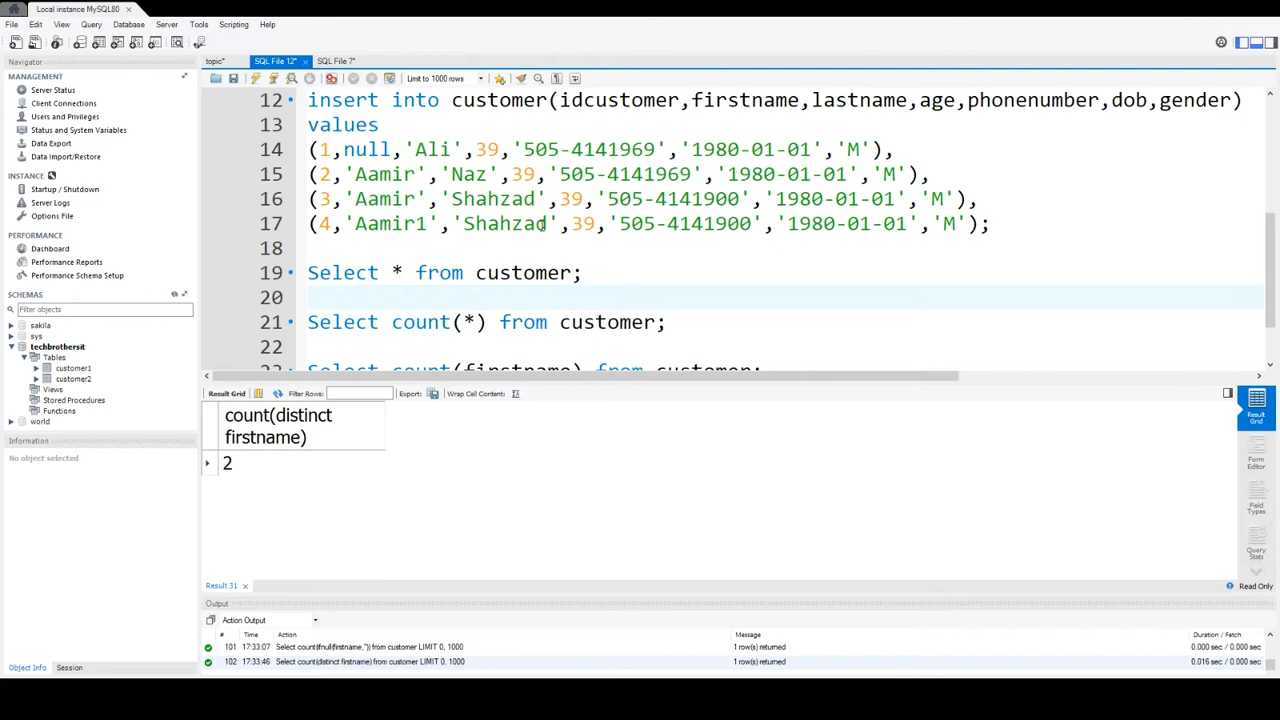 Local instance MySQL80
File Edit View Query Database Server Tools Scripting Help
Navigator
topic* SQL File 12* SQL File 7*
MANAGEMENT
Server Status
Client Connections
Users and Privileges
Status and System Variables
Data Export
Data Import/Restore
INSTANCE
Startup / Shutdown
Server Logs
Options File
PERFORMANCE
Dashboard
Performance Reports
Performance Schema Setup
SCHEMAS
Filter objects
sakila
sys
techbrothersit
Tables
customer1
customer2
Views
Stored Procedures
Functions
world
Information
No object selected
Object Info Session
Limit to 1000 rows
12 insert into customer(idcustomer,firstname,lastname,age,phonenumber,dob,gender)
13 values
14 (1,null,'Ali',39,'505-4141969','1980-01-01','M'),
15 (2,'Aamir','Naz',39,'505-4141969','1980-01-01','M'),
16 (3,'Aamir','Shahzad',39,'505-4141900','1980-01-01','M'),
17 (4,'Aamir1','Shahzad',39,'505-4141900','1980-01-01','M');
18
19 Select * from customer;
20
21 Select count(*) from customer;
22
23 Select count(firstname) from customer;
Result Grid Filter Rows: Export: Wrap Cell Contents:
count(distinct
firstname)
2
Result Grid
Form Editor
Field Types
Query Stats
Result 31
Read Only
Output
Action Output
# Time Action Message Duration / Fetch
101 17:33:07 Select count(ifnull(firstname,'')) from customer LIMIT 0, 1000 1 row(s) returned 0.000 sec / 0.000 sec
102 17:33:46 Select count(distinct firstname) from customer LIMIT 0, 1000 1 row(s) returned 0.016 sec / 0.000 sec